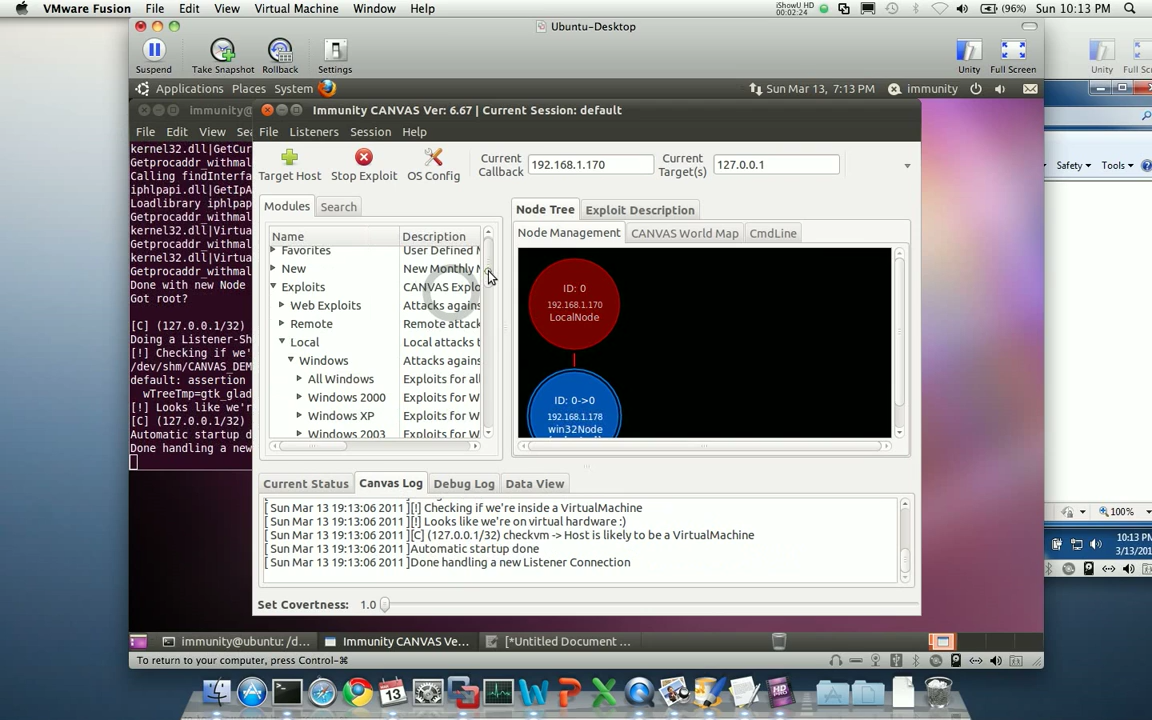 VMware Fusion File Edit View Virtual Machine Window Help iShowU HD 00:02:24 (96%) Sun 10:13 PM
Ubuntu-Desktop
Suspend Take Snapshot Rollback Settings Unity Full Screen
Unity
Applications Places System Sun Mar 13, 7:13 PM immunity
immunity@
Immunity CANVAS Ver: 6.67 | Current Session: default
File Edit View
File Listeners Session Help
kernel32.dll|GetCur
Getprocaddr_withmal
Calling findInterfa
iphlpapi.dll|GetIpA
Loadlibrary iphlpap
kernel32.dll|Virtua
Getprocaddr_withmal
kernel32.dll|Virtua
Getprocaddr_withmal
Done with new Node
Got root?
[C] (127.0.0.1/32)
Doing a Listener-Sh
[!] Checking if we'
/dev/shm/CANVAS_DEM
default: assertion
wTreeTmp=gtk_glad
[!] Looks like we'r
[C] (127.0.0.1/32)
Automatic startup d
Done handling a new
Target Host Stop Exploit OS Config
Current Callback 192.168.1.170
Current Target(s) 127.0.0.1
Modules Search
Name Description
Favorites User Defined M
New New Monthly M
Exploits CANVAS Explo
Web Exploits Attacks again
Remote Remote attack
Local Local attacks t
Windows Attacks again
All Windows Exploits for all
Windows 2000 Exploits for W
Windows XP Exploits for W
Windows 2003 Exploits for W
Node Tree Exploit Description
Node Management CANVAS World Map CmdLine
ID: 0
192.168.1.170
LocalNode
ID: 0->0
192.168.1.178
win32Node
Current Status Canvas Log Debug Log Data View
[ Sun Mar 13 19:13:06 2011 ][!] Checking if we're inside a VirtualMachine
[ Sun Mar 13 19:13:06 2011 ][!] Looks like we're on virtual hardware :)
[ Sun Mar 13 19:13:06 2011 ][C] (127.0.0.1/32) checkvm -> Host is likely to be a VirtualMachine
[ Sun Mar 13 19:13:06 2011 ]Automatic startup done
[ Sun Mar 13 19:13:06 2011 ]Done handling a new Listener Connection
Set Covertness: 1.0
immunity@ubuntu: /d... Immunity CANVAS Ve... [*Untitled Document ...
To return to your computer, press Control-⌘
Safety Tools
100%
10:13 PM
3/13/201